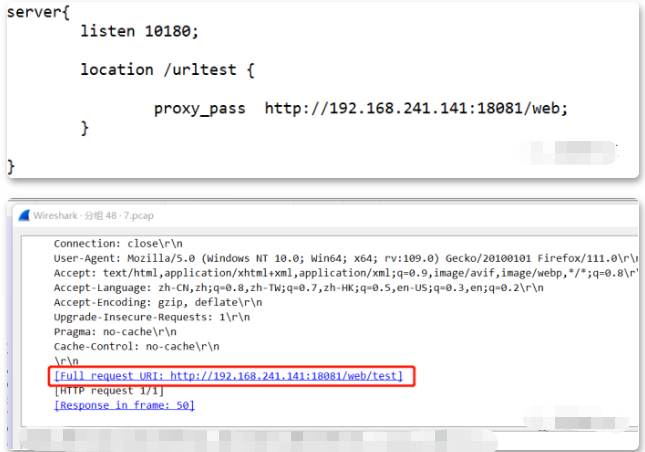 server{
listen 10180;
location /urltest {
proxy_pass http://192.168.241.141:18081/web;
}
}
Wireshark · 分组 48 · 7.pcap
Connection: close\r\n
User-Agent: Mozilla/5.0 (Windows NT 10.0; Win64; x64; rv:109.0) Gecko/20100101 Firefox/111.0\r\n
Accept: text/html,application/xhtml+xml,application/xml;q=0.9,image/avif,image/webp,*/*;q=0.8\r\
Accept-Language: zh-CN,zh;q=0.8,zh-TW;q=0.7,zh-HK;q=0.5,en-US;q=0.3,en;q=0.2\r\n
Accept-Encoding: gzip, deflate\r\n
Upgrade-Insecure-Requests: 1\r\n
Pragma: no-cache\r\n
Cache-Control: no-cache\r\n
\r\n
[Full request URI: http://192.168.241.141:18081/web/test]
[HTTP request 1/1]
[Response in frame: 50]